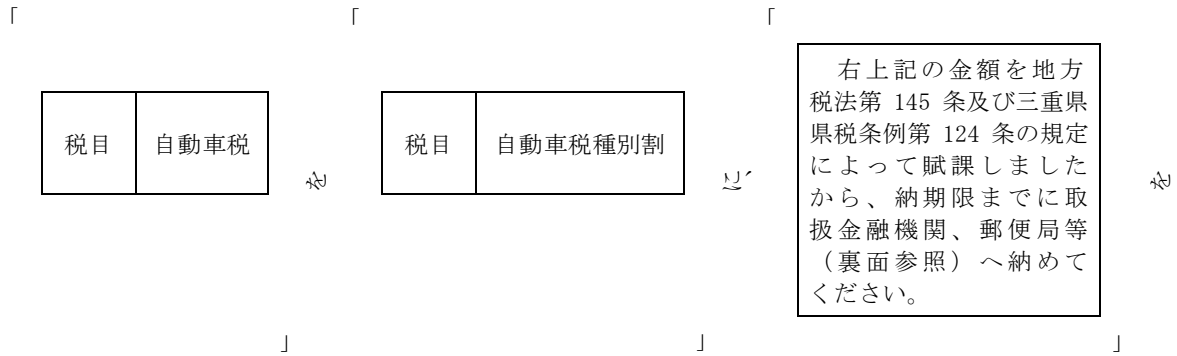 「
税目 自動車税
」
を
「
税目 自動車税種別割
」
に、
「
右上記の金額を地方
税法第 145 条及び三重県
県税条例第 124 条の規定
によって賦課しました
から、納期限までに取
扱金融機関、郵便局等
（裏面参照）へ納めて
ください。
」
を